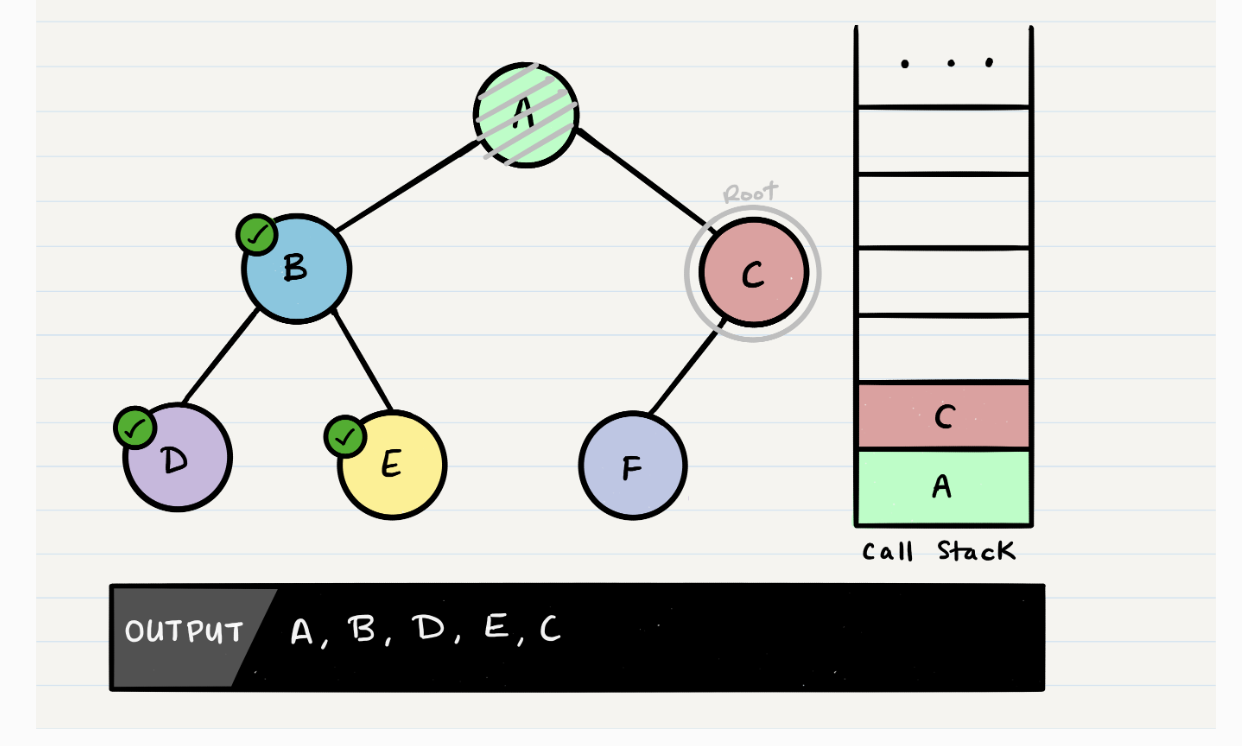 A
Root
B
C
D
E
F
. . .
C
A
Call Stack
OUTPUT A, B, D, E, C